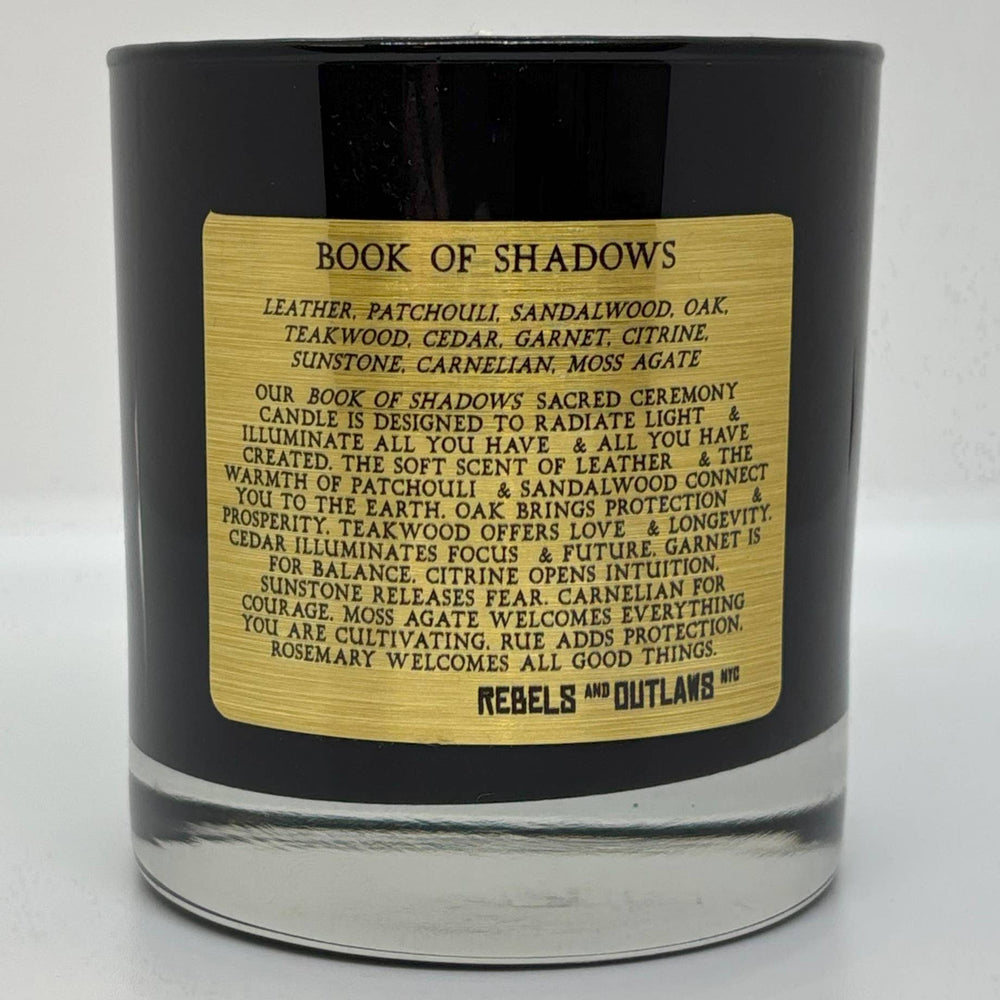 BOOK OF SHADOWS
LEATHER, PATCHOULI, SANDALWOOD, OAK,
TEAKWOOD, CEDAR, GARNET, CITRINE,
SUNSTONE, CARNELIAN, MOSS AGATE
OUR BOOK OF SHADOWS SACRED CEREMONY
CANDLE IS DESIGNED TO RADIATE LIGHT &
ILLUMINATE ALL YOU HAVE & ALL YOU HAVE
CREATED. THE SOFT SCENT OF LEATHER & THE
WARMTH OF PATCHOULI & SANDALWOOD CONNECT
YOU TO THE EARTH. OAK BRINGS PROTECTION &
PROSPERITY. TEAKWOOD OFFERS LOVE & LONGEVITY.
CEDAR ILLUMINATES FOCUS & FUTURE. GARNET IS
FOR BALANCE. CITRINE OPENS INTUITION.
SUNSTONE RELEASES FEAR. CARNELIAN FOR
COURAGE. MOSS AGATE WELCOMES EVERYTHING
YOU ARE CULTIVATING. RUE ADDS PROTECTION.
ROSEMARY WELCOMES ALL GOOD THINGS.
REBELS AND OUTLAWS NYC